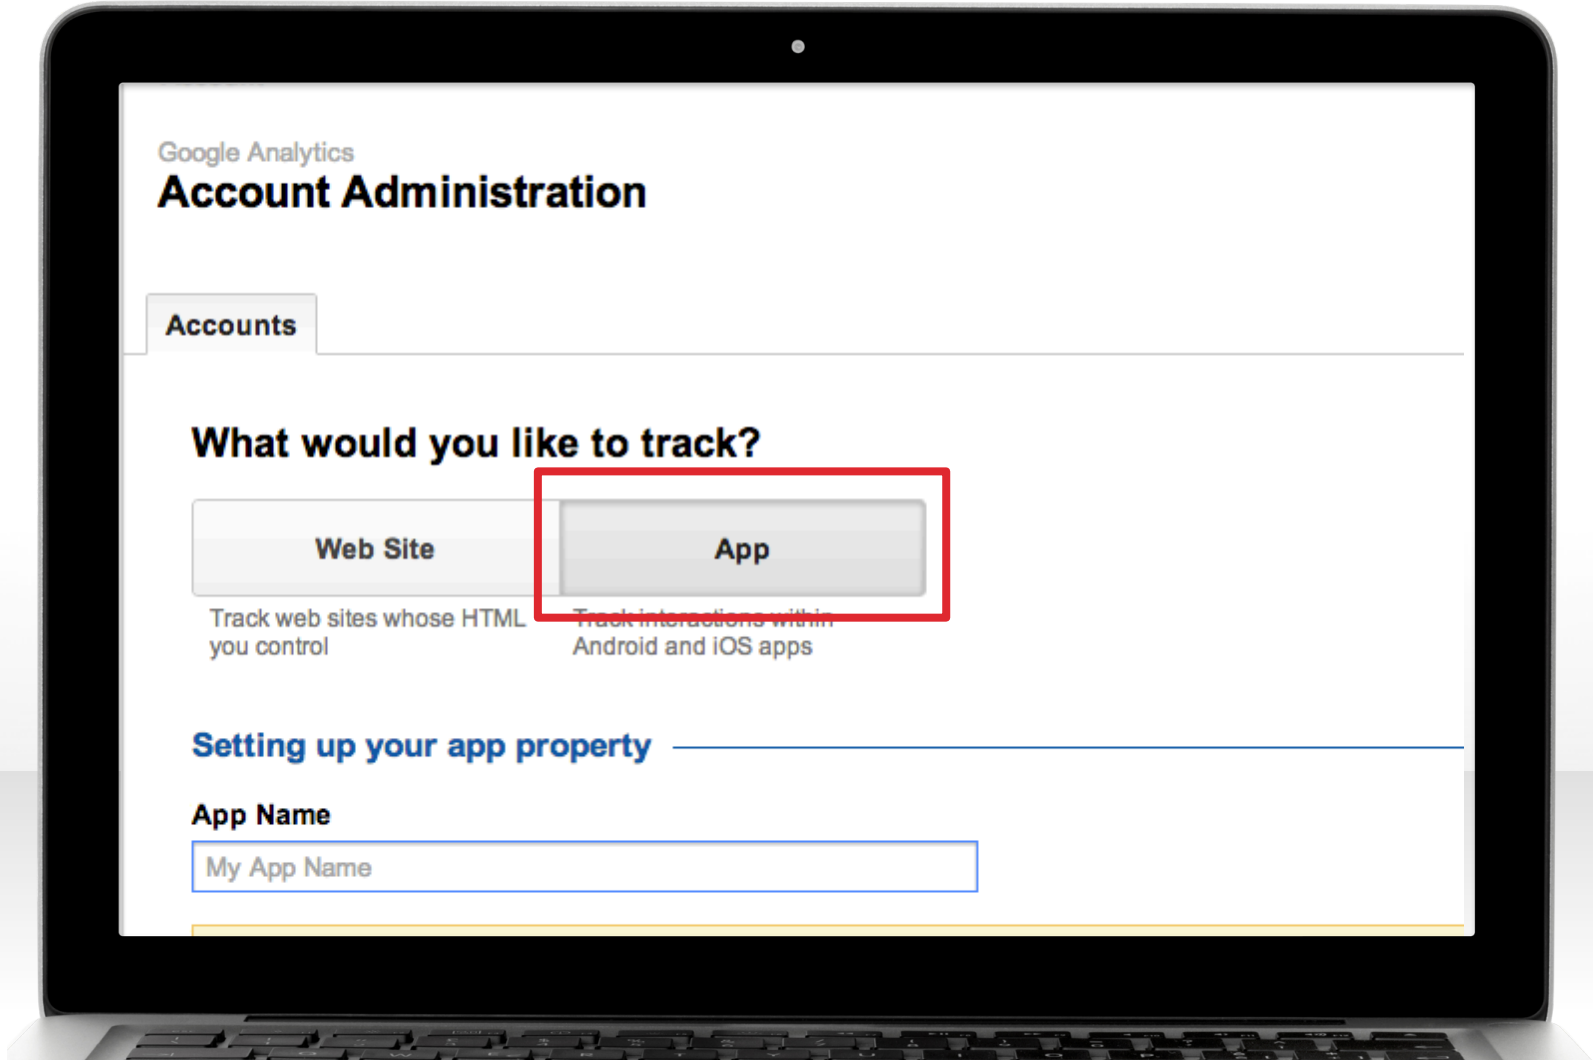 Google Analytics
Account Administration
Accounts
What would you like to track?
Web Site
App
Track web sites whose HTML
you control
Track interactions within
Android and iOS apps
Setting up your app property
App Name
My App Name